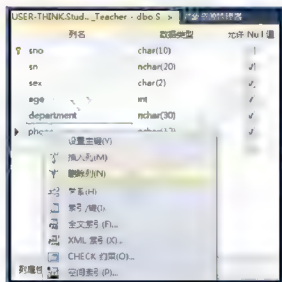 USER-THINK.Stud..._Teacher - dbo S
列名 数据类型 允许 Null 值
sno char(10)
sn nchar(20)
sex char(2)
age int
department nchar(30)
phone
设置主键(Y)
插入列(M)
删除列(N)
关系(H)
索引/键(I)...
全文索引(F)...
XML 索引(X)...
CHECK 约束(O)...
空间索引(P)...
列属性